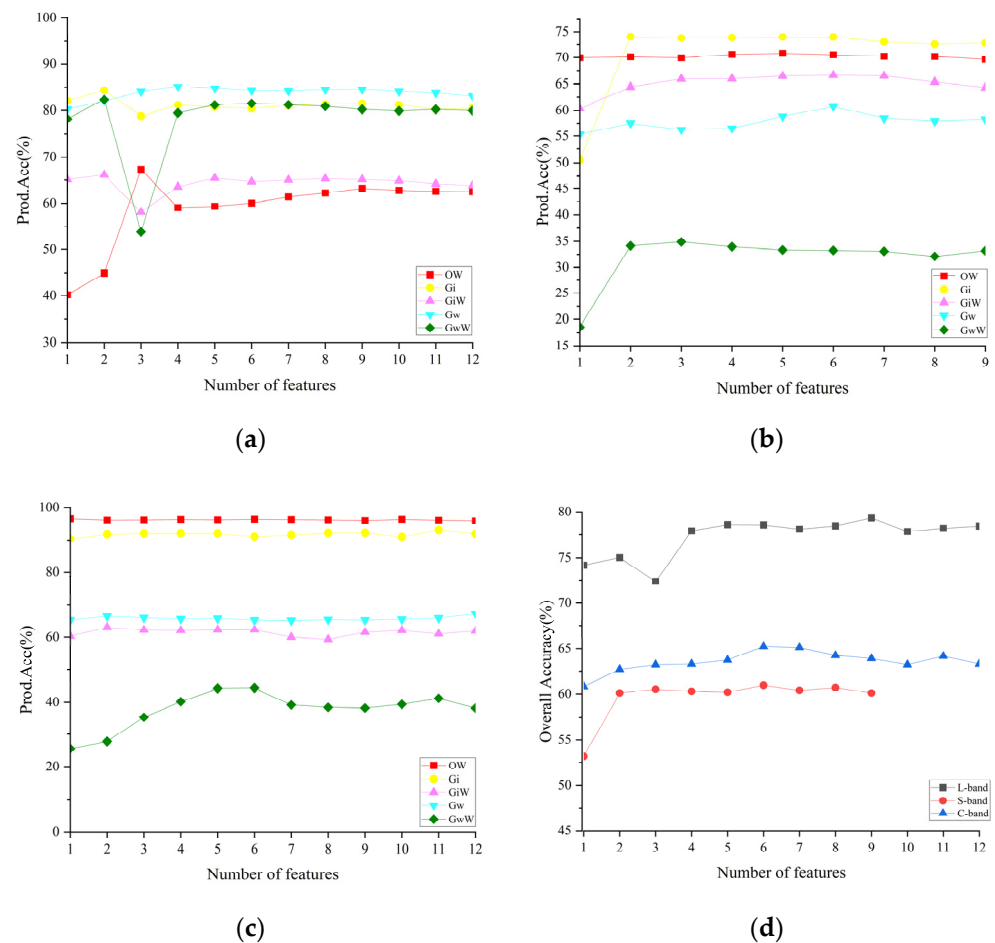 100
90
80
70
60
50
40
30
Prod.Acc(%)
1 2 3 4 5 6 7 8 9 10 11 12
Number of features
OW
Gi
GiW
Gw
GwW
(a)
75
70
65
60
55
50
45
40
35
30
25
20
15
Prod.Acc(%)
1 2 3 4 5 6 7 8 9
Number of features
OW
Gi
GiW
Gw
GwW
(b)
100
80
60
40
20
0
Prod.Acc(%)
1 2 3 4 5 6 7 8 9 10 11 12
Number of features
OW
Gi
GiW
Gw
GwW
(c)
80
75
70
65
60
55
50
45
Overall Accuracy(%)
1 2 3 4 5 6 7 8 9 10 11 12
Number of features
L-band
S-band
C-band
(d)